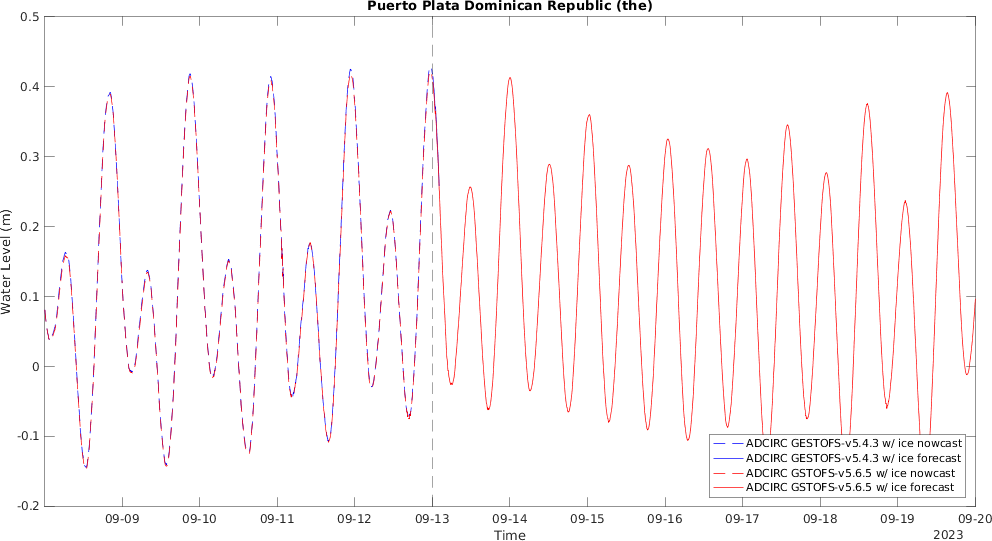 Puerto Plata Dominican Republic (the)
0.5
0.4
0.3
0.2
0.1
0
-0.1
-0.2
Water Level (m)
09-09 09-10 09-11 09-12 09-13 09-14 09-15 09-16 09-17 09-18 09-19 09-20
Time
2023
ADCIRC GESTOFS-v5.4.3 w/ ice nowcast
ADCIRC GESTOFS-v5.4.3 w/ ice forecast
ADCIRC GSTOFS-v5.6.5 w/ ice nowcast
ADCIRC GSTOFS-v5.6.5 w/ ice forecast